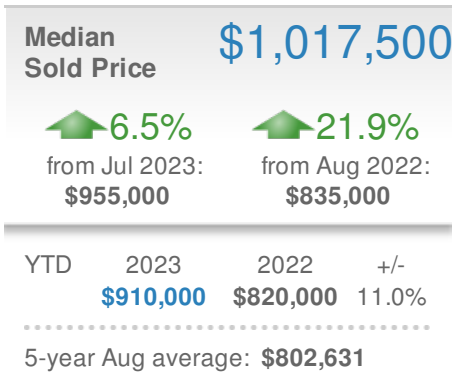 Median $1,017,500
Sold Price
6.5% 21.9%
from Jul 2023: from Aug 2022:
$955,000 $835,000
YTD 2023 2022 +/-
$910,000 $820,000 11.0%
5-year Aug average: $802,631